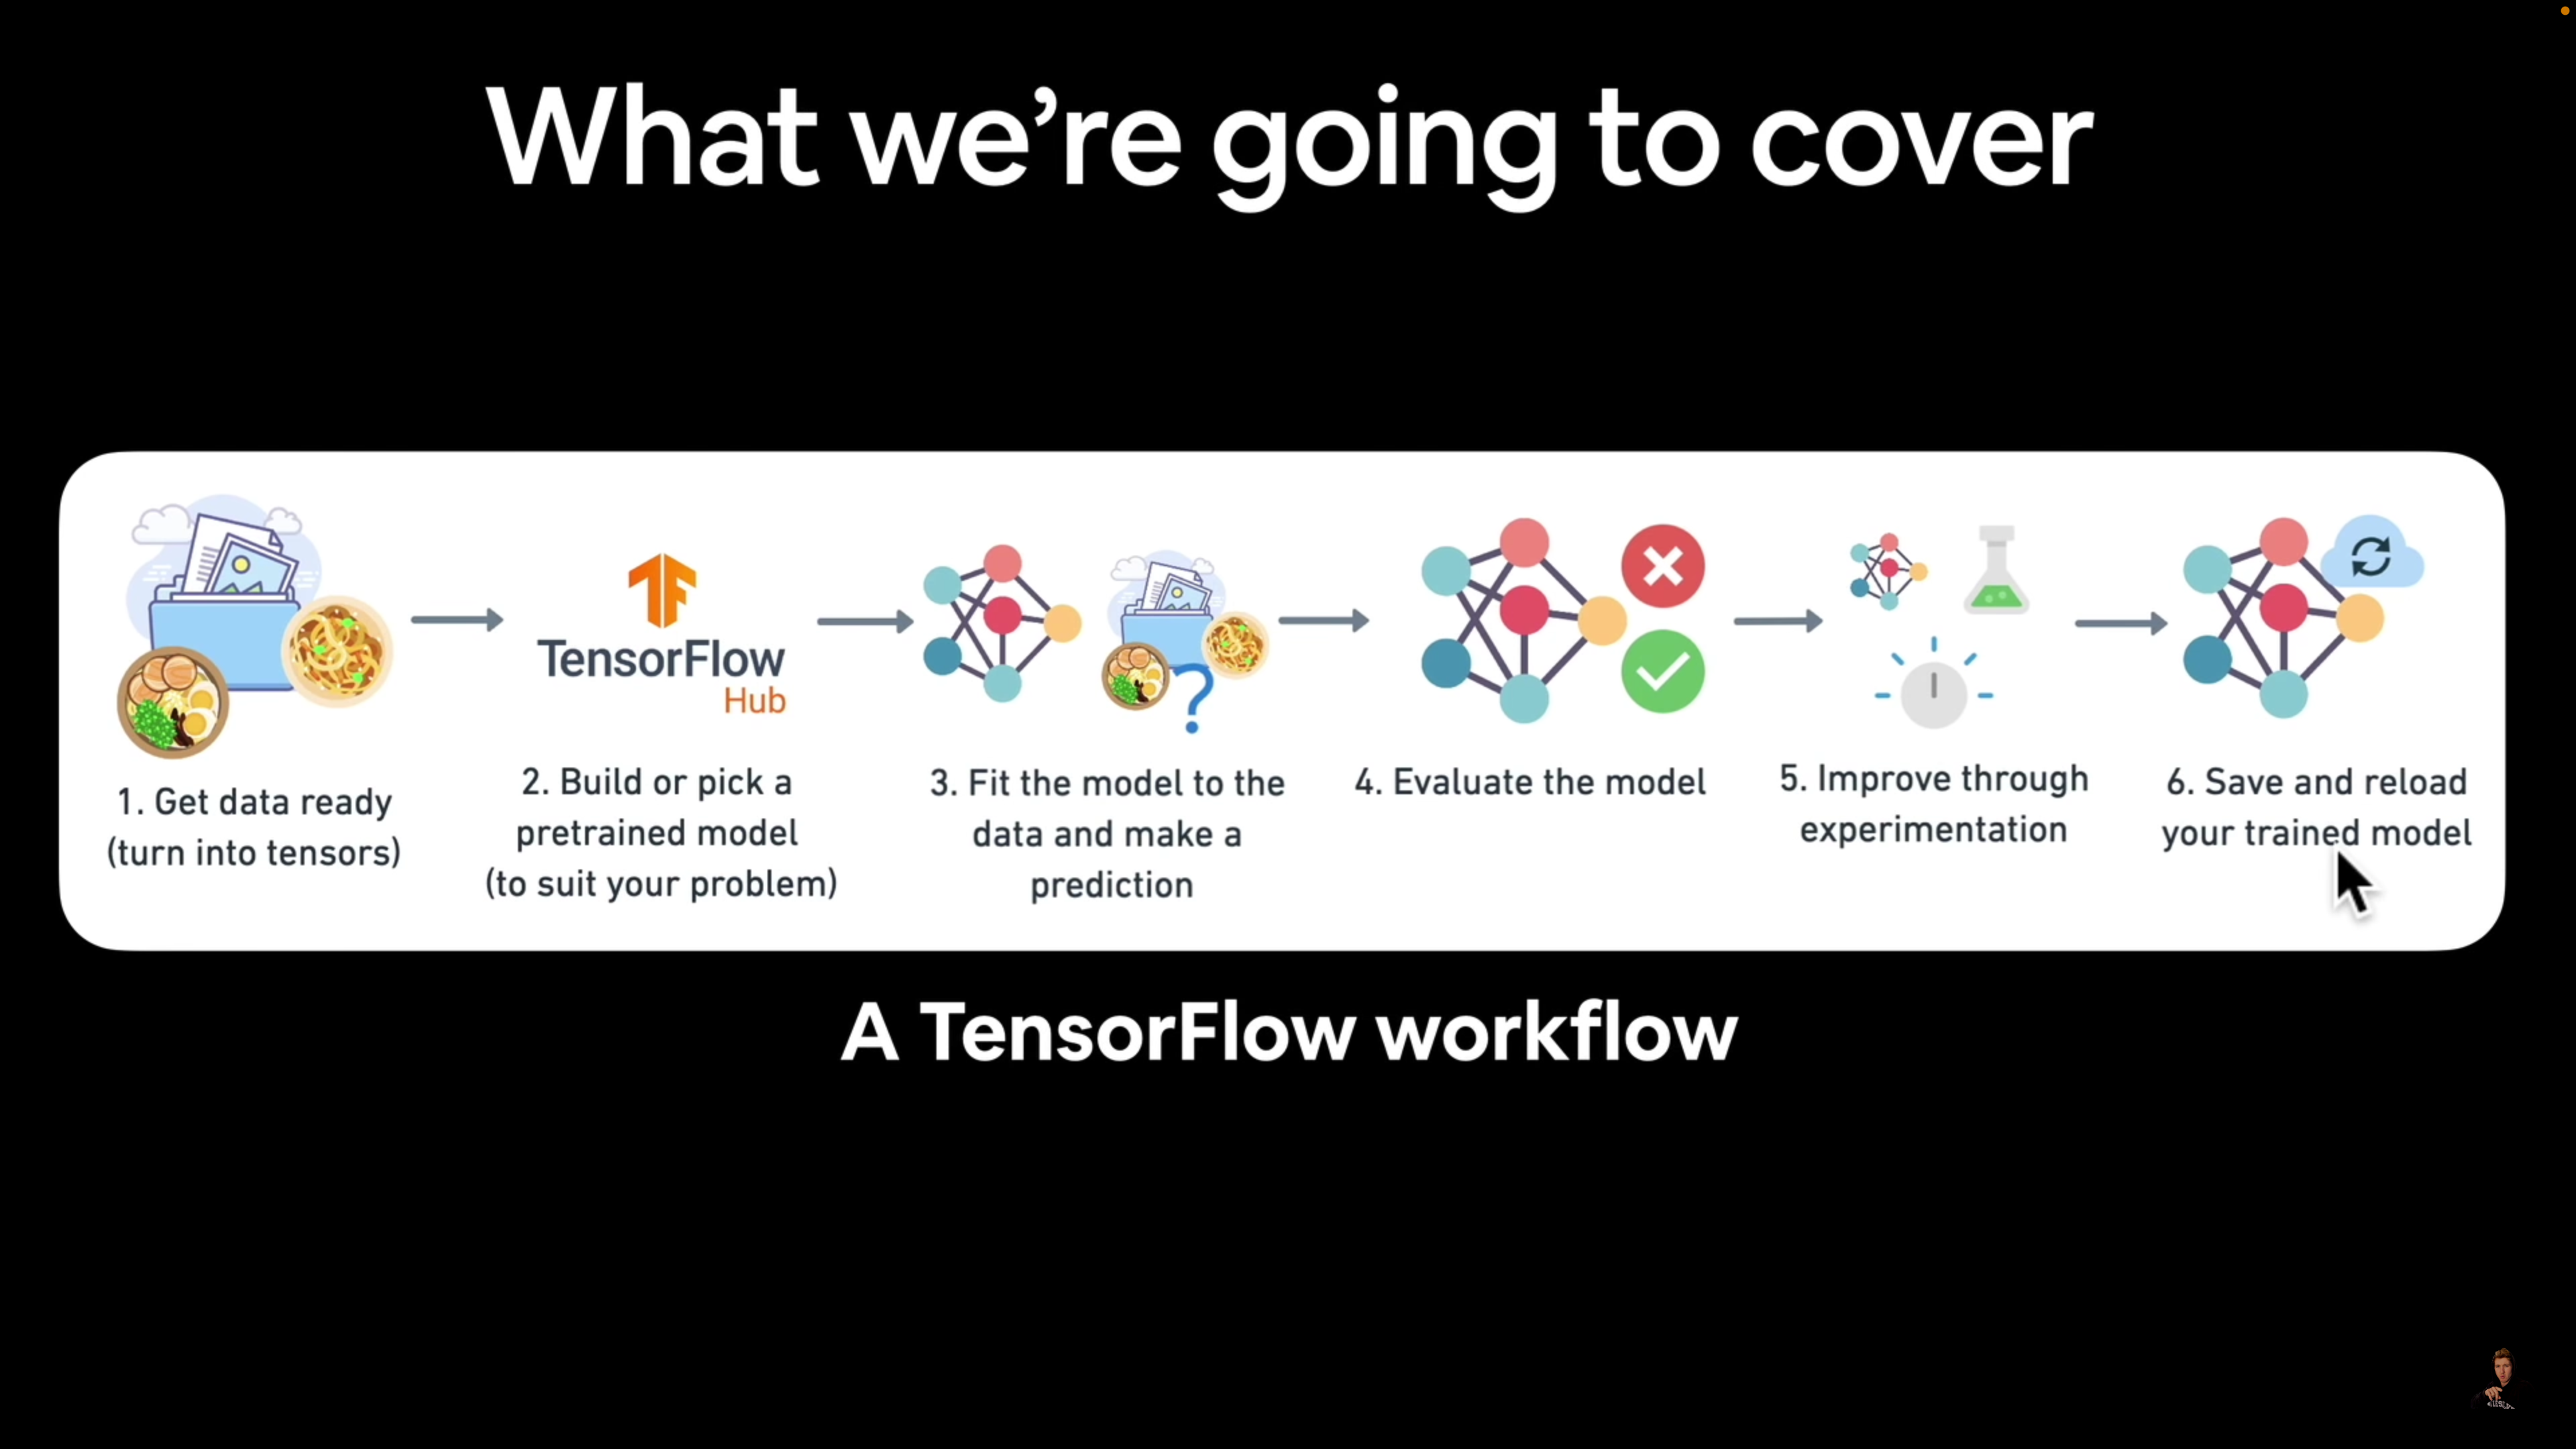 What we’re going to cover
TensorFlow
Hub
1. Get data ready
(turn into tensors)
2. Build or pick a
pretrained model
(to suit your problem)
3. Fit the model to the
data and make a
prediction
4. Evaluate the model
5. Improve through
experimentation
6. Save and reload
your trained model
A TensorFlow workflow